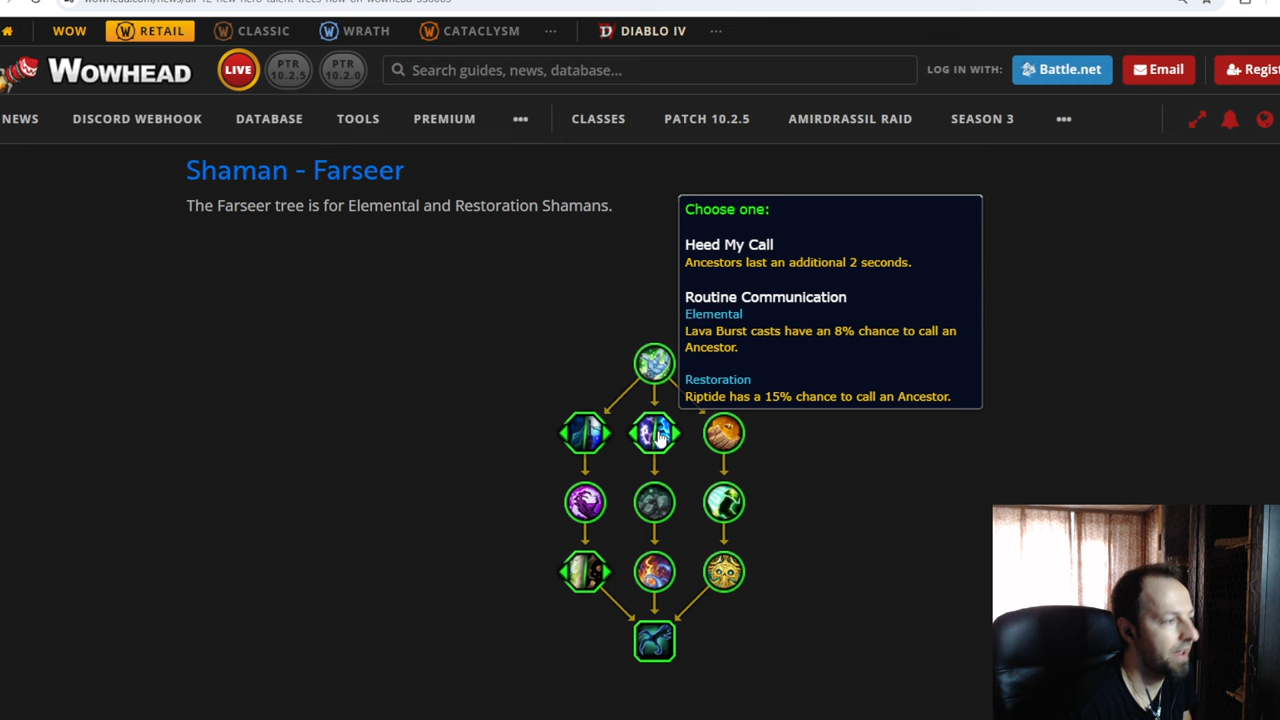 WOW RETAIL CLASSIC WRATH CATACLYSM ... DIABLO IV ...
WOWHEAD LIVE PTR 10.2.5 PTR 10.2.0 Search guides, news, database... LOG IN WITH: Battle.net Email Regist
NEWS DISCORD WEBHOOK DATABASE TOOLS PREMIUM ... CLASSES PATCH 10.2.5 AMIRDRASSIL RAID SEASON 3 ...
Shaman - Farseer
The Farseer tree is for Elemental and Restoration Shamans.
Choose one:
Heed My Call
Ancestors last an additional 2 seconds.
Routine Communication
Elemental
Lava Burst casts have an 8% chance to call an
Ancestor.
Restoration
Riptide has a 15% chance to call an Ancestor.